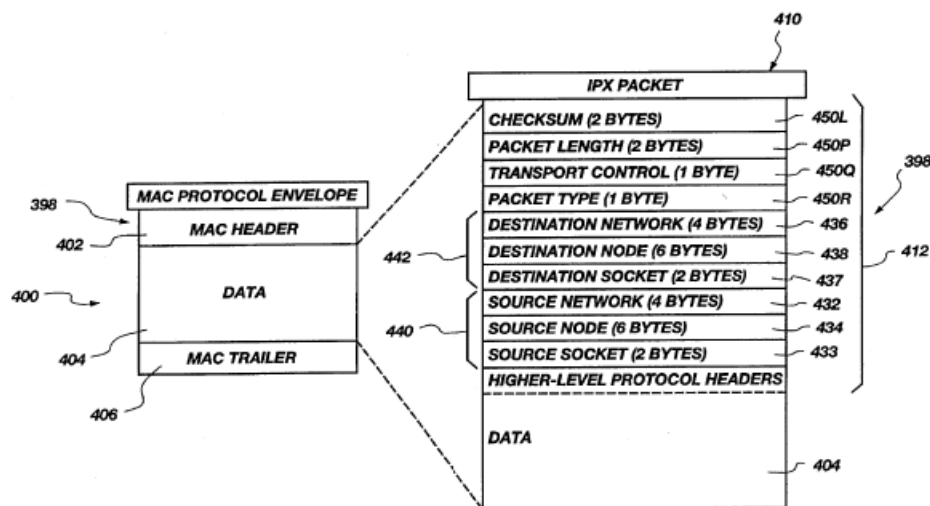 410
IPX PACKET
CHECKSUM (2 BYTES) 450L
PACKET LENGTH (2 BYTES) 450P
TRANSPORT CONTROL (1 BYTE) 450Q
398
PACKET TYPE (1 BYTE) 450R
MAC PROTOCOL ENVELOPE
398
MAC HEADER
402
442
DESTINATION NETWORK (4 BYTES) 436
DESTINATION NODE (6 BYTES) 438
412
DESTINATION SOCKET (2 BYTES) 437
400
DATA
440
SOURCE NETWORK (4 BYTES) 432
SOURCE NODE (6 BYTES) 434
404
MAC TRAILER
SOURCE SOCKET (2 BYTES) 433
406
HIGHER-LEVEL PROTOCOL HEADERS
DATA
404